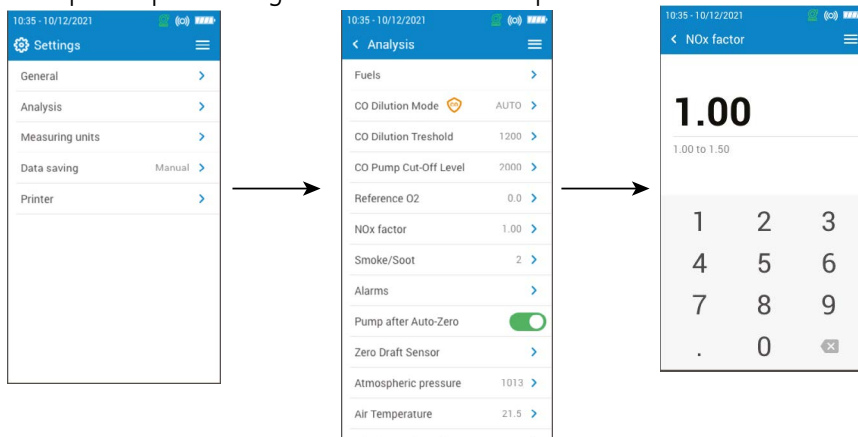 10:35 - 10/12/2021
Settings
General
Analysis
Measuring units
Data saving Manual
Printer
10:35 - 10/12/2021
Analysis
Fuels
CO Dilution Mode CO AUTO
CO Dilution Treshold 1200
CO Pump Cut-Off Level 2000
Reference O2 0.0
NOx factor 1.00
Smoke/Soot 2
Alarms
Pump after Auto-Zero
Zero Draft Sensor
Atmospheric pressure 1013
Air Temperature 21.5
10:35 - 10/12/2021
NOx factor
1.00
1.00 to 1.50
1 2 3
4 5 6
7 8 9
. 0